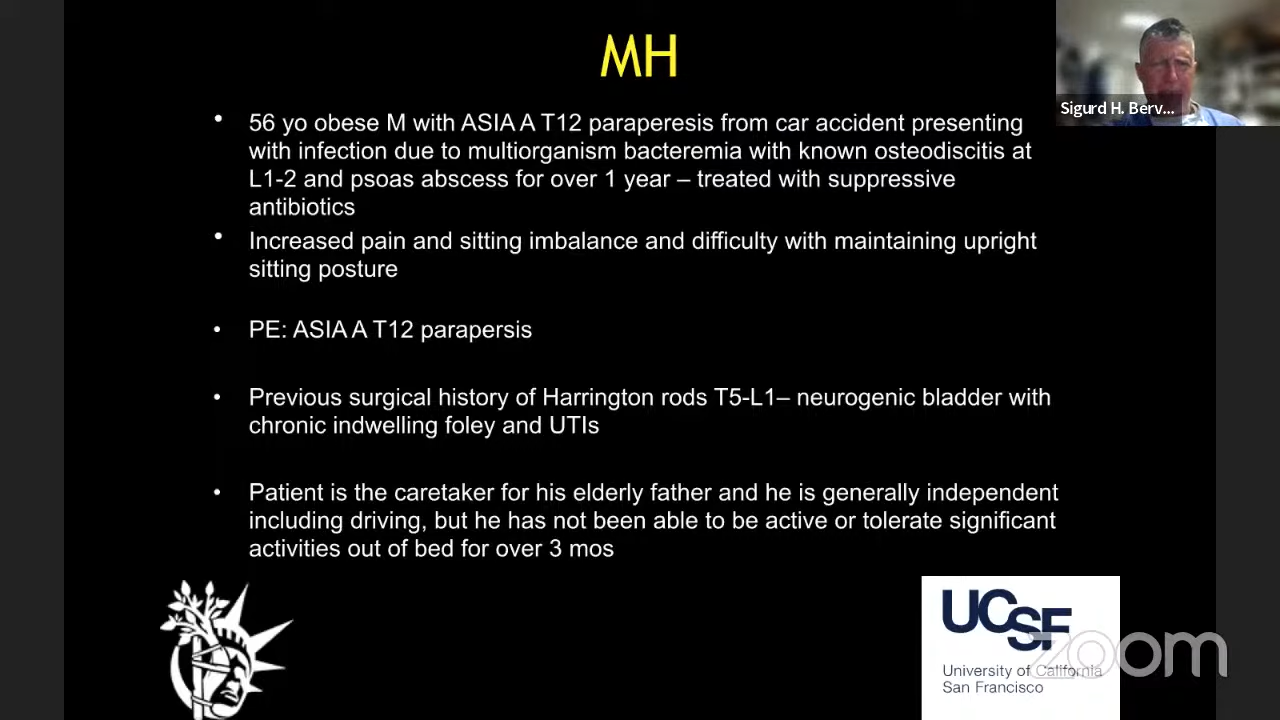 MH
Sigurd H. Berv...
• 56 yo obese M with ASIA A T12 paraperesis from car accident presenting
with infection due to multiorganism bacteremia with known osteodiscitis at
L1-2 and psoas abscess for over 1 year – treated with suppressive
antibiotics
• Increased pain and sitting imbalance and difficulty with maintaining upright
sitting posture
• PE: ASIA A T12 parapersis
• Previous surgical history of Harrington rods T5-L1– neurogenic bladder with
chronic indwelling foley and UTIs
• Patient is the caretaker for his elderly father and he is generally independent
including driving, but he has not been able to be active or tolerate significant
activities out of bed for over 3 mos
UCSF
zoom
University of California
San Francisco